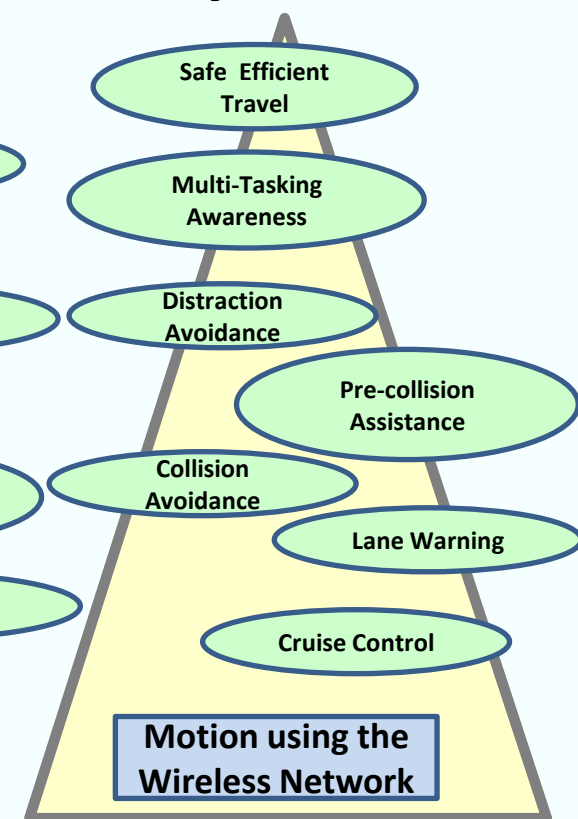 Safe Efficient
Travel
Multi-Tasking
Awareness
Distraction
Avoidance
Pre-collision
Assistance
Collision
Avoidance
Lane Warning
Cruise Control
Motion using the
Wireless Network